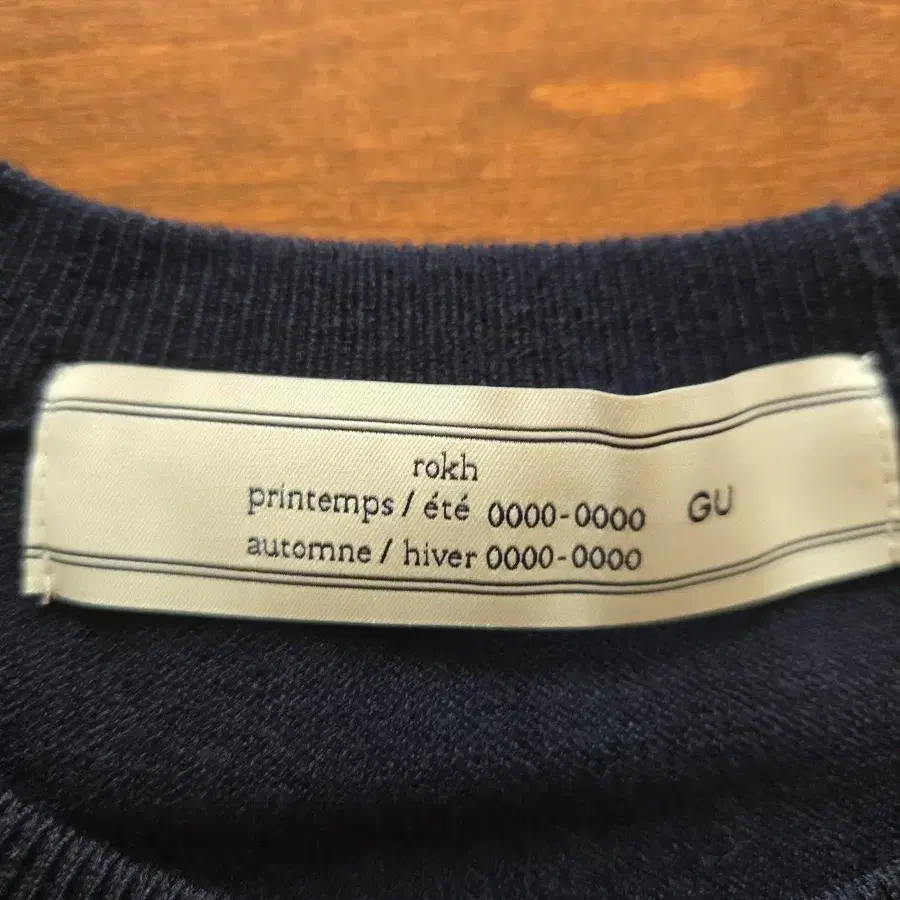 rokh
printemps / été 0000-0000 GU
automne / hiver 0000-0000